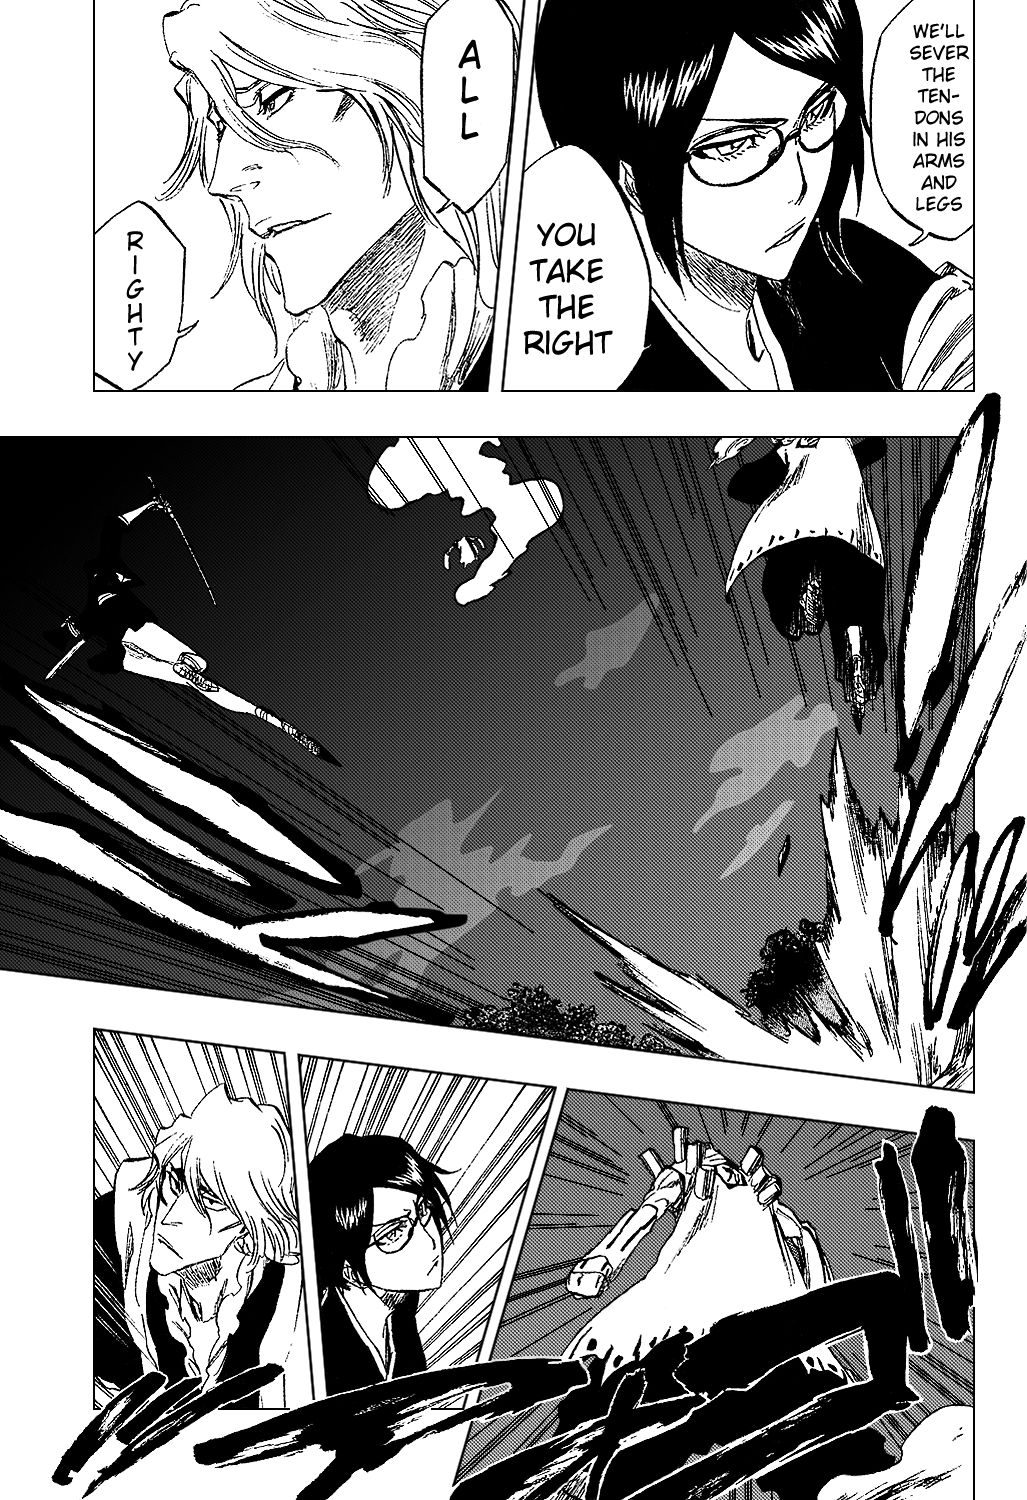 WE'LL
SEVER
THE
TEN-
DONS
IN HIS
ARMS
AND
LEGS
YOU
TAKE
THE
RIGHT
ALL
RIGHTY